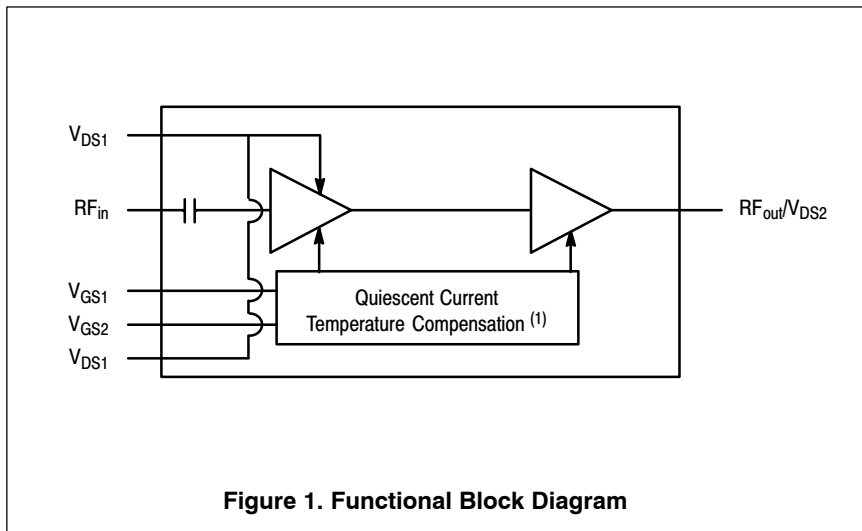 V_DS1
RF_in
RF_out/V_DS2
V_GS1
V_GS2
V_DS1
Quiescent Current
Temperature Compensation (1)
Figure 1. Functional Block Diagram